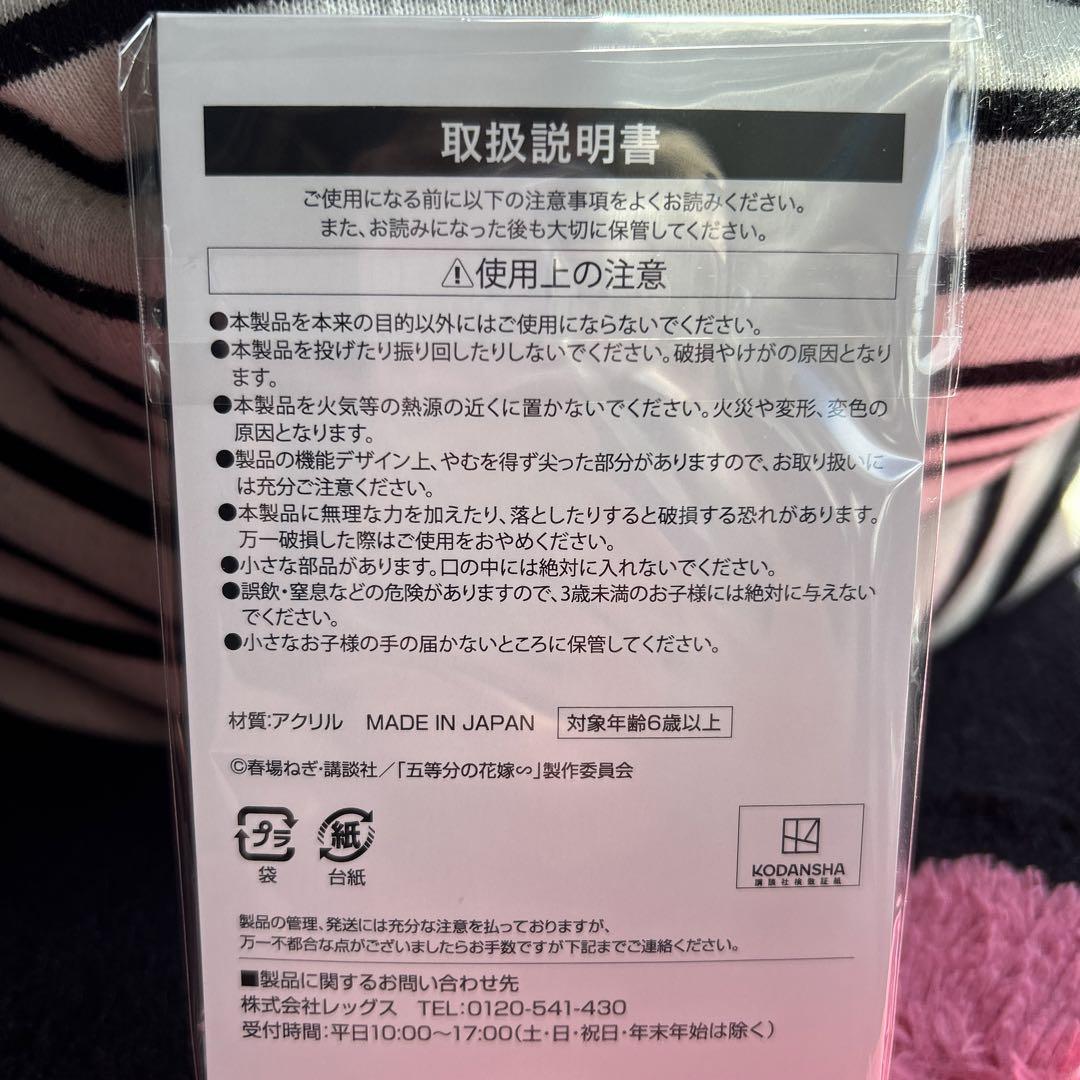 取扱説明書
ご使用になる前に以下の注意事項をよくお読みください。
また、お読みになった後も大切に保管してください。
⚠使用上の注意
●本製品を本来の目的以外にはご使用にならないでください。
●本製品を投げたり振り回したりしないでください。破損やけがの原因となり
ます。
●本製品を火気等の熱源の近くに置かないでください。火災や変形、変色の
原因となります。
●製品の機能デザイン上、やむを得ず尖った部分がありますので、お取り扱いに
は充分ご注意ください。
●本製品に無理な力を加えたり、落としたりすると破損する恐れがあります。
万一破損した際はご使用をおやめください。
●小さな部品があります。口の中には絶対に入れないでください。
●誤飲・窒息などの危険がありますので、3歳未満のお子様には絶対に与えない
でください。
●小さなお子様の手の届かないところに保管してください。
材質:アクリル MADE IN JAPAN 対象年齢6歳以上
©春場ねぎ・講談社/「五等分の花嫁∽」製作委員会
プラ 紙
袋 台紙
KODANSHA
講談社検徴証紙
製品の管理、発送には充分な注意を払っておりますが、
万一不都合な点がございましたらお手数ですが下記までご連絡ください。
■製品に関するお問い合わせ先
株式会社レッグス TEL:0120-541-430
受付時間:平日10:00〜17:00(土・日・祝日・年末年始は除く)